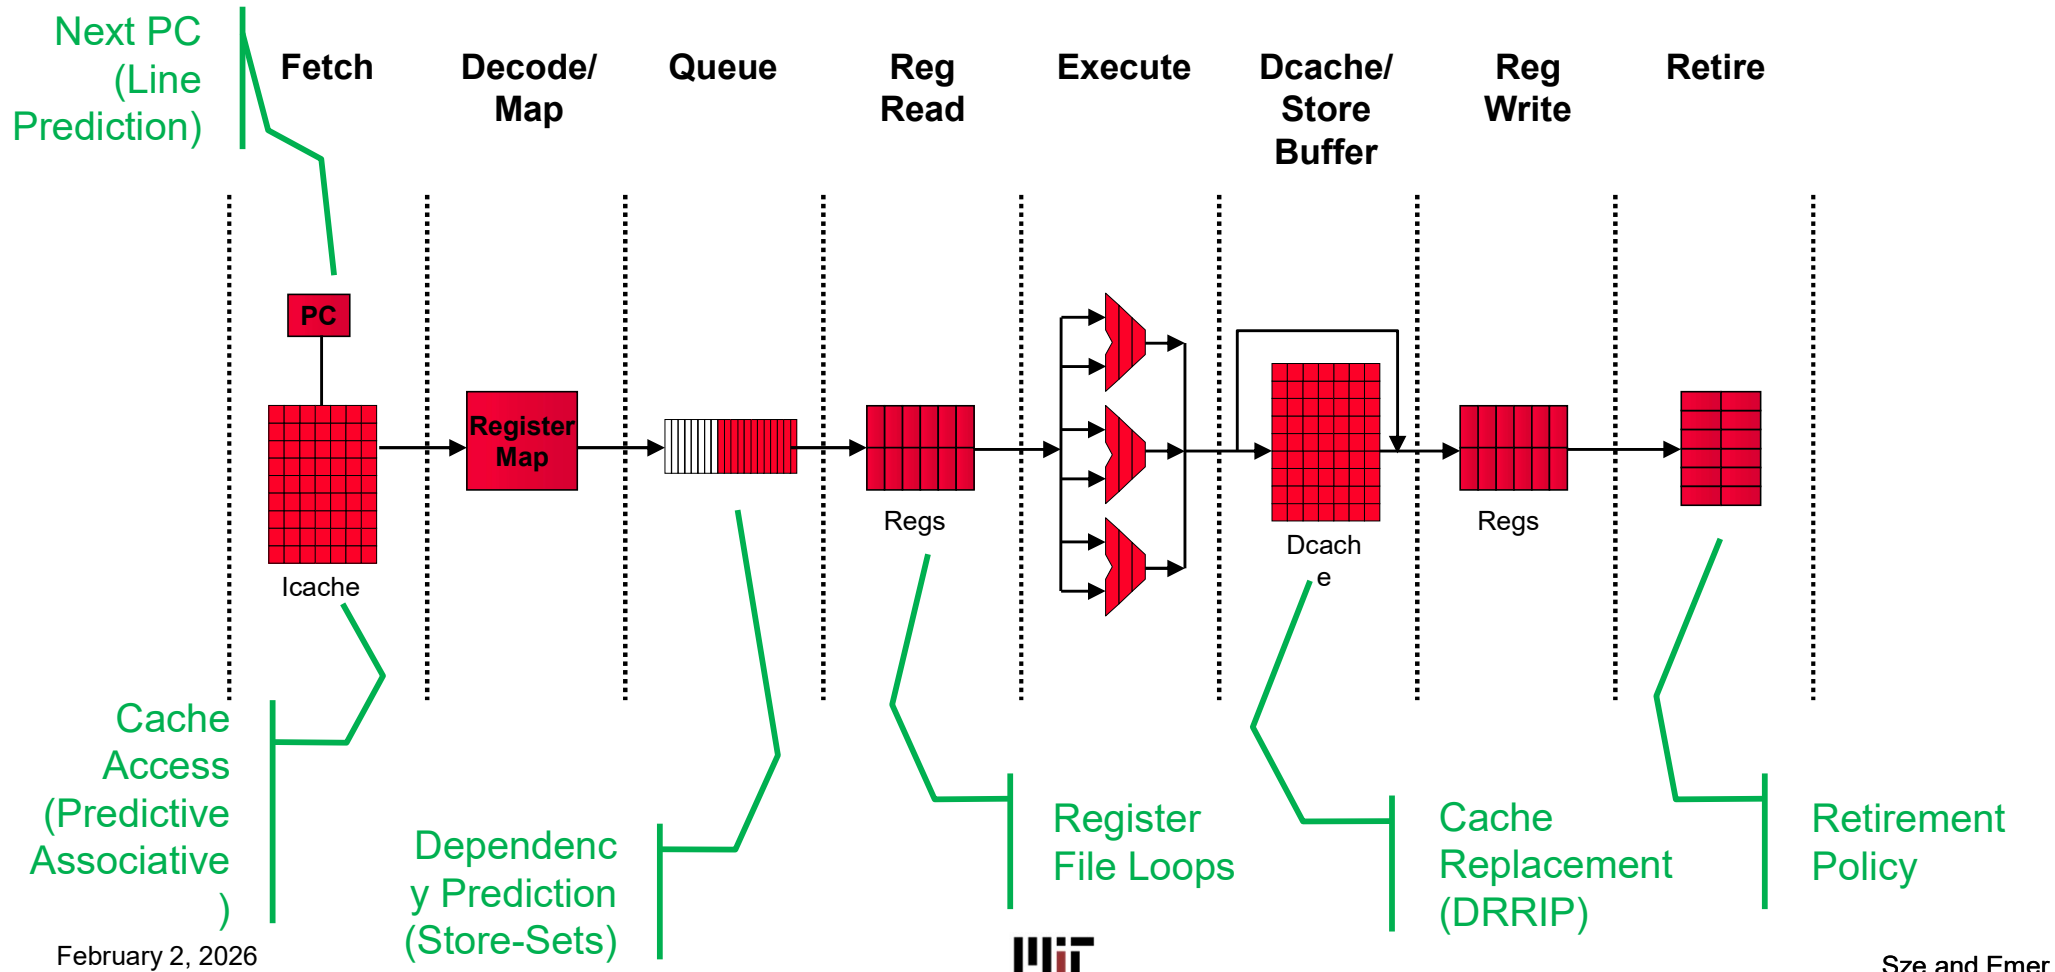 Next PC
(Line
Prediction)
Fetch
Decode/
Map
Queue
Reg
Read
Execute
Dcache/
Store
Buffer
Reg
Write
Retire
PC
Register
Map
Icache
Regs
Dcach
e
Regs
Cache
Access
(Predictive
Associative
)
Dependenc
y Prediction
(Store-Sets)
Register
File Loops
Cache
Replacement
(DRRIP)
Retirement
Policy
February 2, 2026
MIT
Sze and Emer